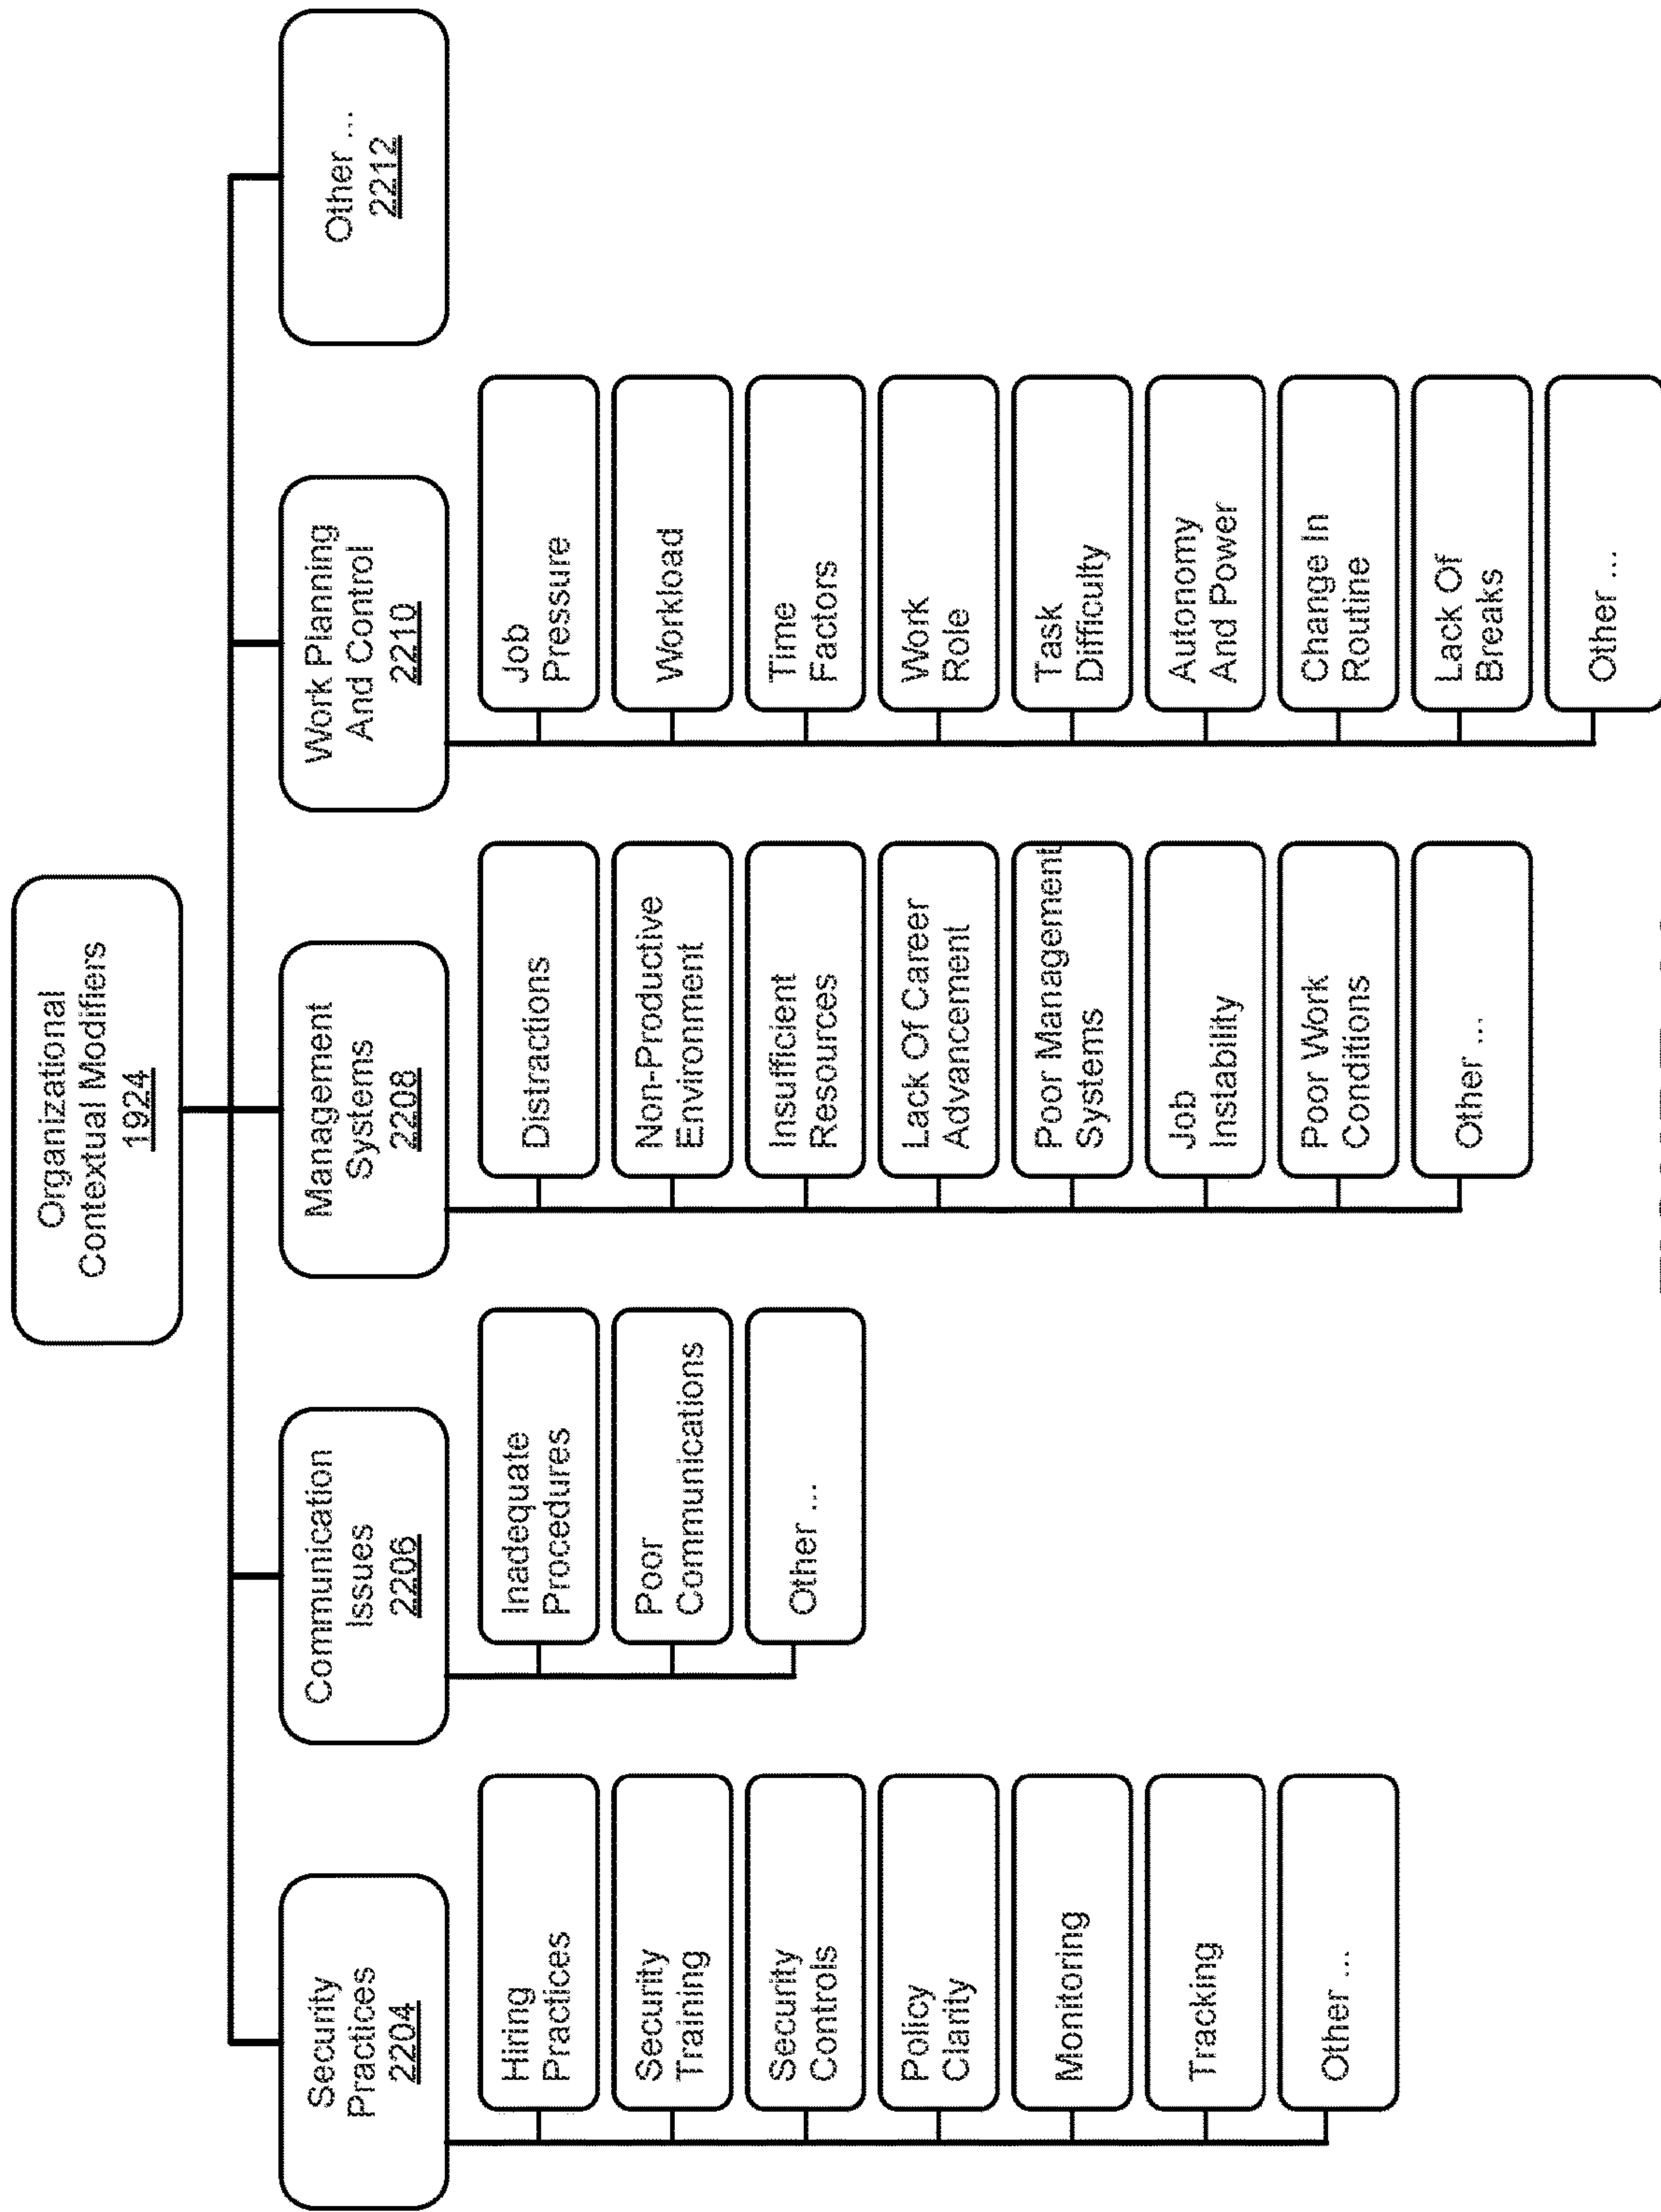 Organizational
Contextual Modifiers
1924
Security
Practices
2204
Hiring
Practices
Security
Training
Security
Controls
Policy
Clarity
Monitoring
Tracking
Other ...
Communication
Issues
2206
Inadequate
Procedures
Poor
Communications
Other ...
Management
Systems
2208
Distractions
Non-Productive
Environment
Insufficient
Resources
Lack Of Career
Advancement
Poor Management
Systems
Job
Instability
Poor Work
Conditions
Other ...
Work Planning
And Control
2210
Job
Pressure
Workload
Time
Factors
Work
Role
Task
Difficulty
Autonomy
And Power
Change In
Routine
Lack Of
Breaks
Other ...
Other ...
2212